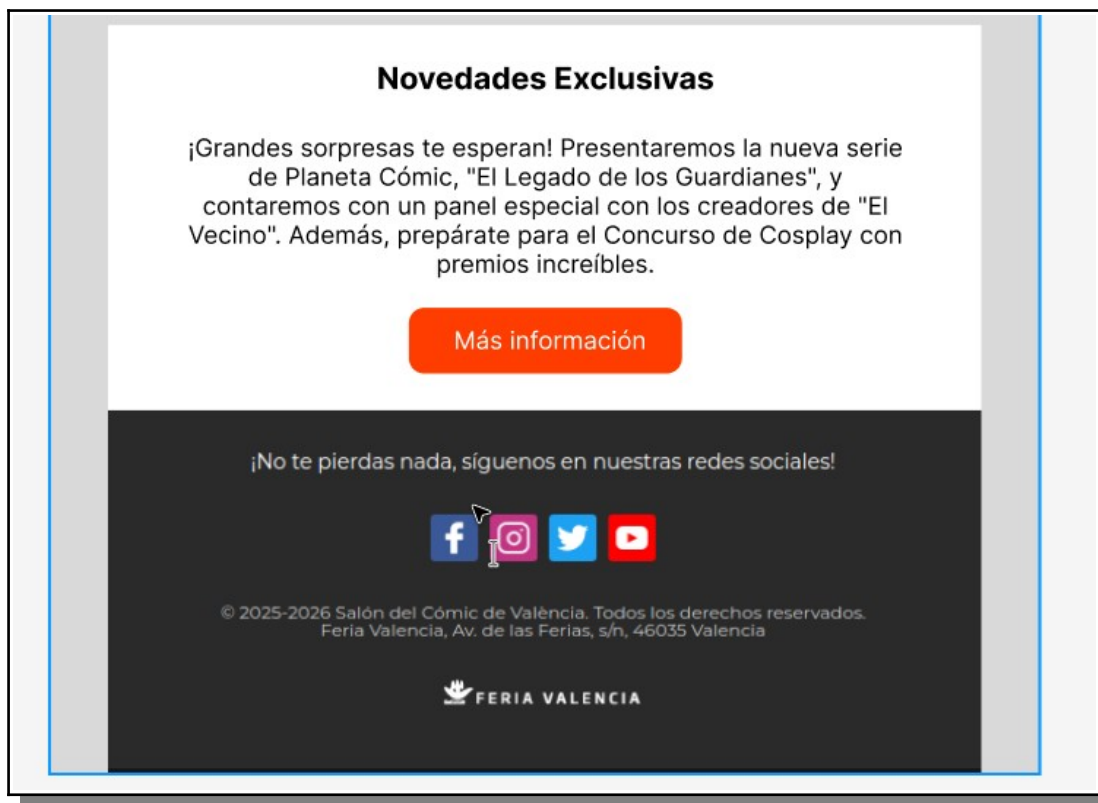 Novedades Exclusivas
¡Grandes sorpresas te esperan! Presentaremos la nueva serie
de Planeta Cómic, "El Legado de los Guardianes", y
contaremos con un panel especial con los creadores de "El
Vecino". Además, prepárate para el Concurso de Cosplay con
premios increíbles.
Más información
¡No te pierdas nada, síguenos en nuestras redes sociales!
© 2025-2026 Salón del Cómic de València. Todos los derechos reservados.
Feria Valencia, Av. de las Ferias, s/n, 46035 Valencia
FERIA VALENCIA